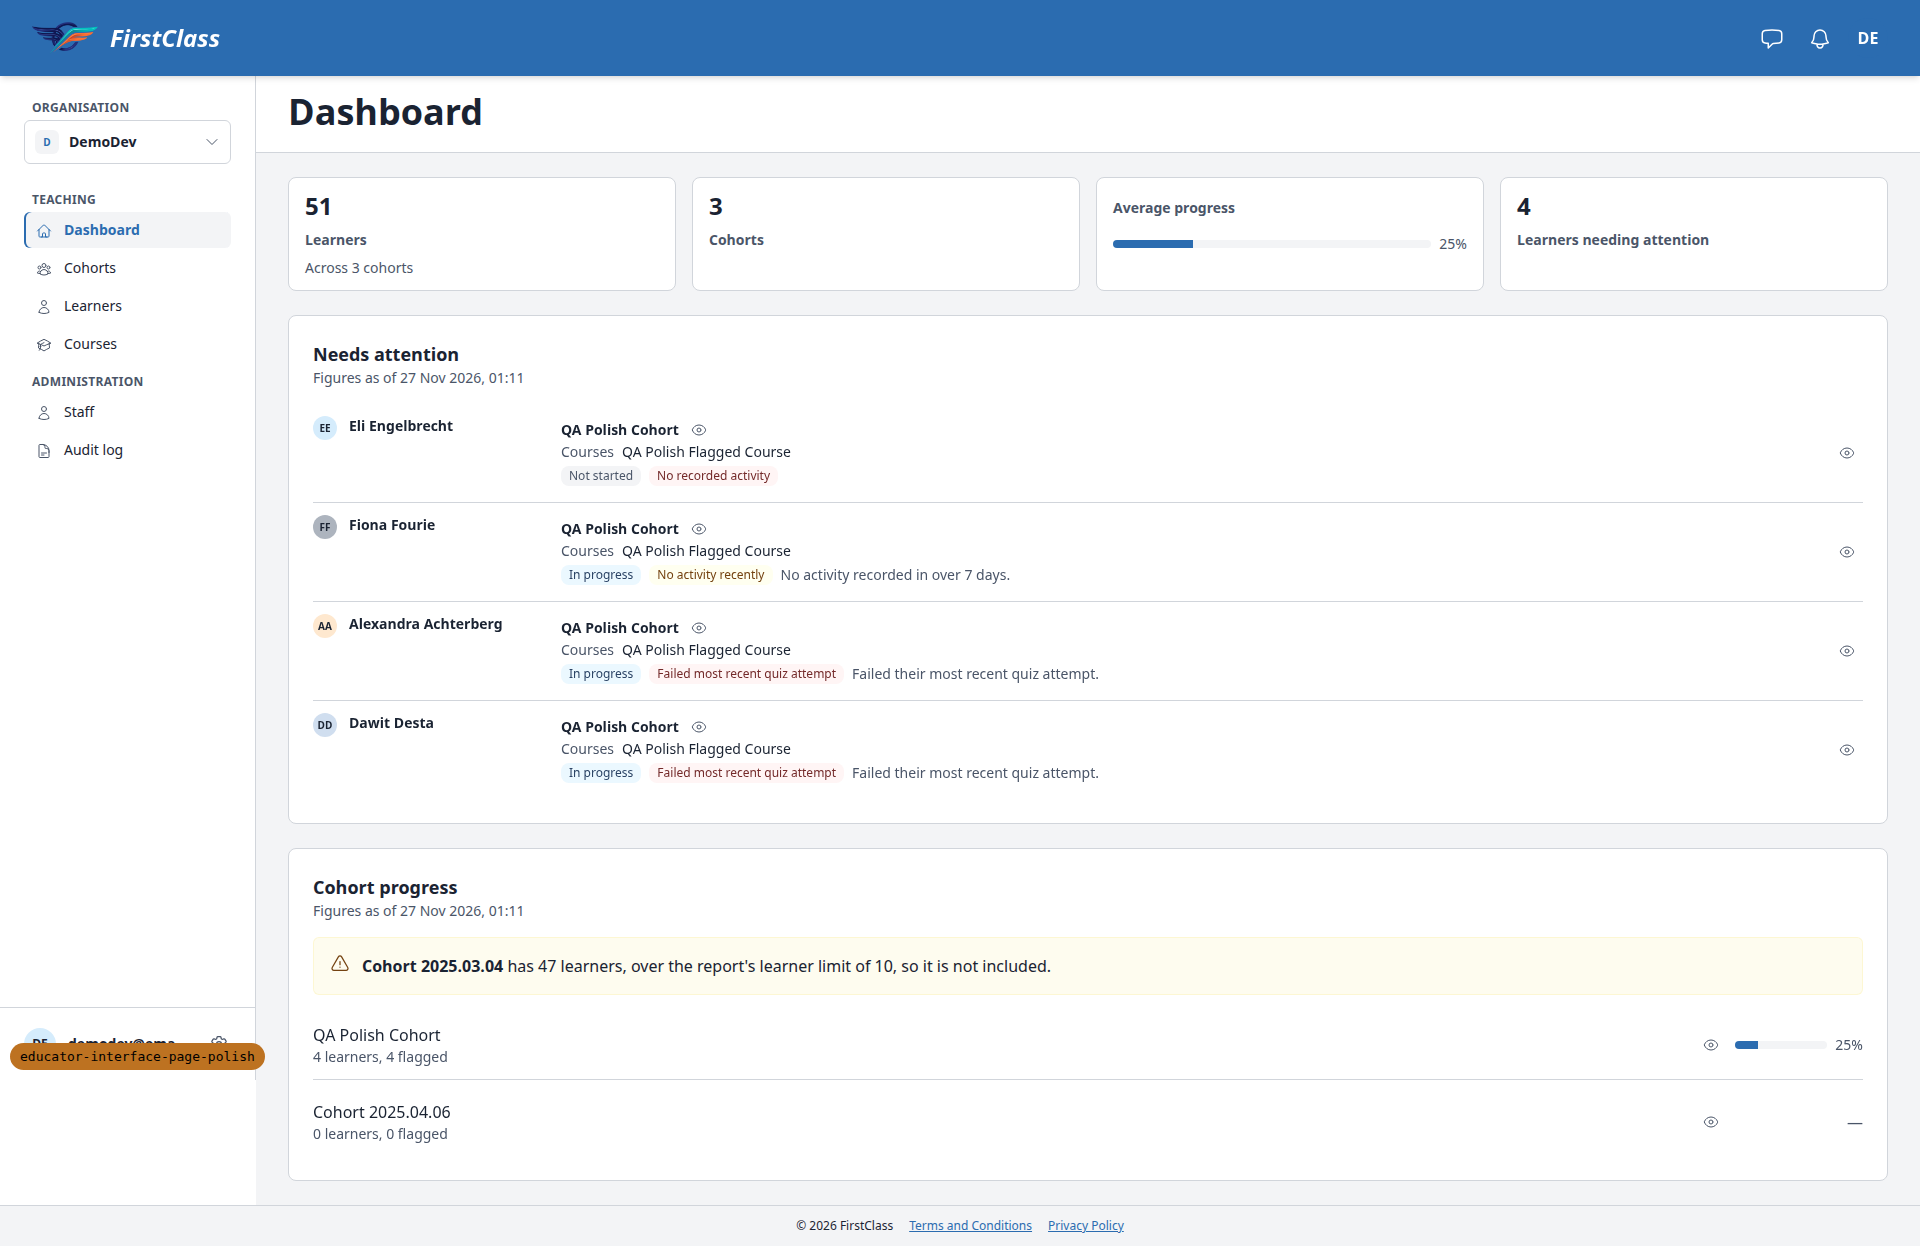 FirstClass
DE
ORGANISATION
D DemoDev
TEACHING
Dashboard
Cohorts
Learners
Courses
ADMINISTRATION
Staff
Audit log
educator-interface-page-polish
Dashboard
51
Learners
Across 3 cohorts
3
Cohorts
Average progress
25%
4
Learners needing attention
Needs attention
Figures as of 27 Nov 2026, 01:11
EE Eli Engelbrecht
QA Polish Cohort
Courses QA Polish Flagged Course
Not started No recorded activity
FF Fiona Fourie
QA Polish Cohort
Courses QA Polish Flagged Course
In progress No activity recently No activity recorded in over 7 days.
AA Alexandra Achterberg
QA Polish Cohort
Courses QA Polish Flagged Course
In progress Failed most recent quiz attempt Failed their most recent quiz attempt.
DD Dawit Desta
QA Polish Cohort
Courses QA Polish Flagged Course
In progress Failed most recent quiz attempt Failed their most recent quiz attempt.
Cohort progress
Figures as of 27 Nov 2026, 01:11
Cohort 2025.03.04 has 47 learners, over the report's learner limit of 10, so it is not included.
QA Polish Cohort
4 learners, 4 flagged
25%
Cohort 2025.04.06
0 learners, 0 flagged
—
© 2026 FirstClass Terms and Conditions Privacy Policy